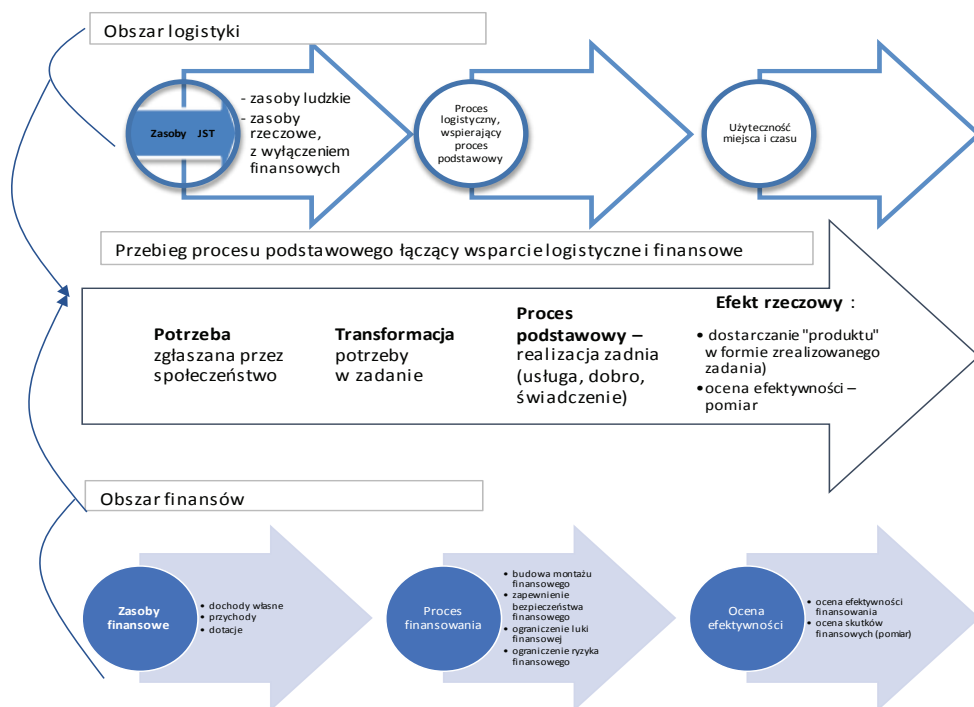 Obszar logistyki
Zasoby JST
- zasoby ludzkie
- zasoby
rzeczowe,
z wyłączeniem
finansowych
Proces
logistyczny,
wspierający
proces
podstawowy
Użyteczność
miejsca i czasu
Przebieg procesu podstawowego łączący wsparcie logistyczne i finansowe
Potrzeba
zgłaszana przez
społeczeństwo
Transformacja
potrzeby
w zadanie
Proces
podstawowy –
realizacja zadnia
(usługa, dobro,
świadczenie)
Efekt rzeczowy :
• dostarczanie "produktu"
w formie zrealizowanego
zadania)
• ocena efektywności –
pomiar
Obszar finansów
Zasoby
finansowe
• dochody własne
• przychody
• dotacje
Proces
finansowania
• budowa montażu
finansowego
• zapewnienie
bezpieczeństwa
finansowego
• ograniczenie luki
finansowej
• ograniczenie ryzyka
finansowego
Ocena
efektywności
• ocena efektywności
finansowania
• ocena skutków
finansowych (pomiar)